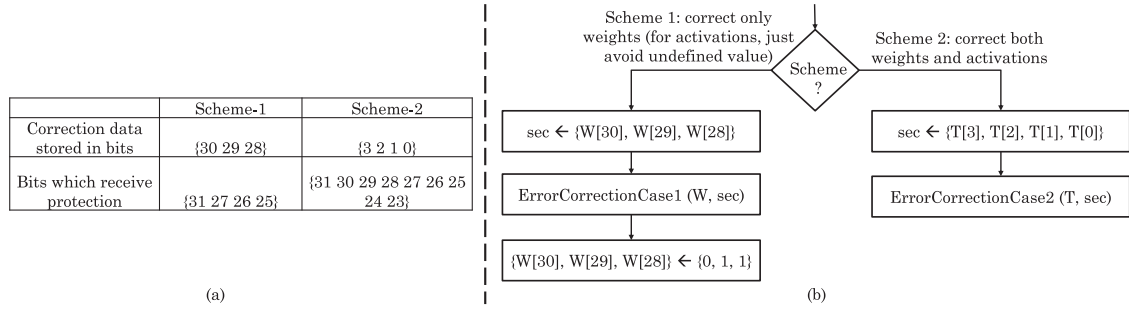 Scheme-1 Scheme-2
Correction data
stored in bits
{30 29 28} {3 2 1 0}
Bits which receive
protection
{31 27 26 25}
{31 30 29 28 27 26 25
24 23}
(a)
Scheme 1: correct only
weights (for activations, just
avoid undefined value)
Scheme
?
Scheme 2: correct both
weights and activations
sec ← {W[30], W[29], W[28]}
sec ← {T[3], T[2], T[1], T[0]}
ErrorCorrectionCase1 (W, sec)
ErrorCorrectionCase2 (T, sec)
{W[30], W[29], W[28]} ← {0, 1, 1}
(b)